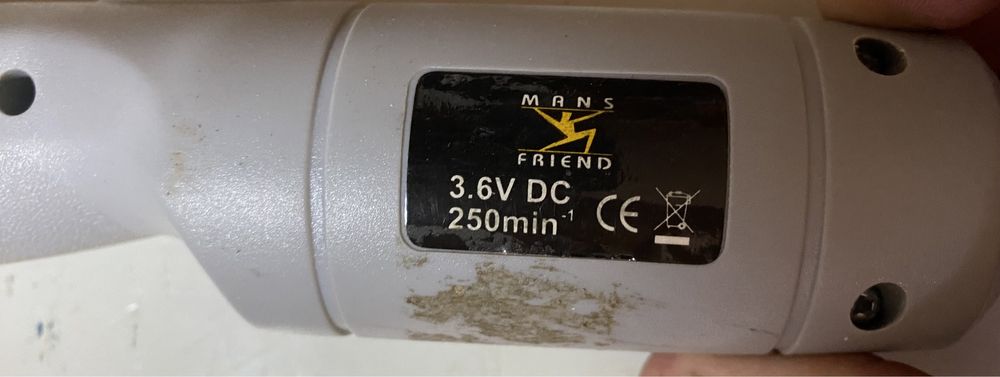 MANS
FRIEND
3.6V DC
250min⁻¹
CE